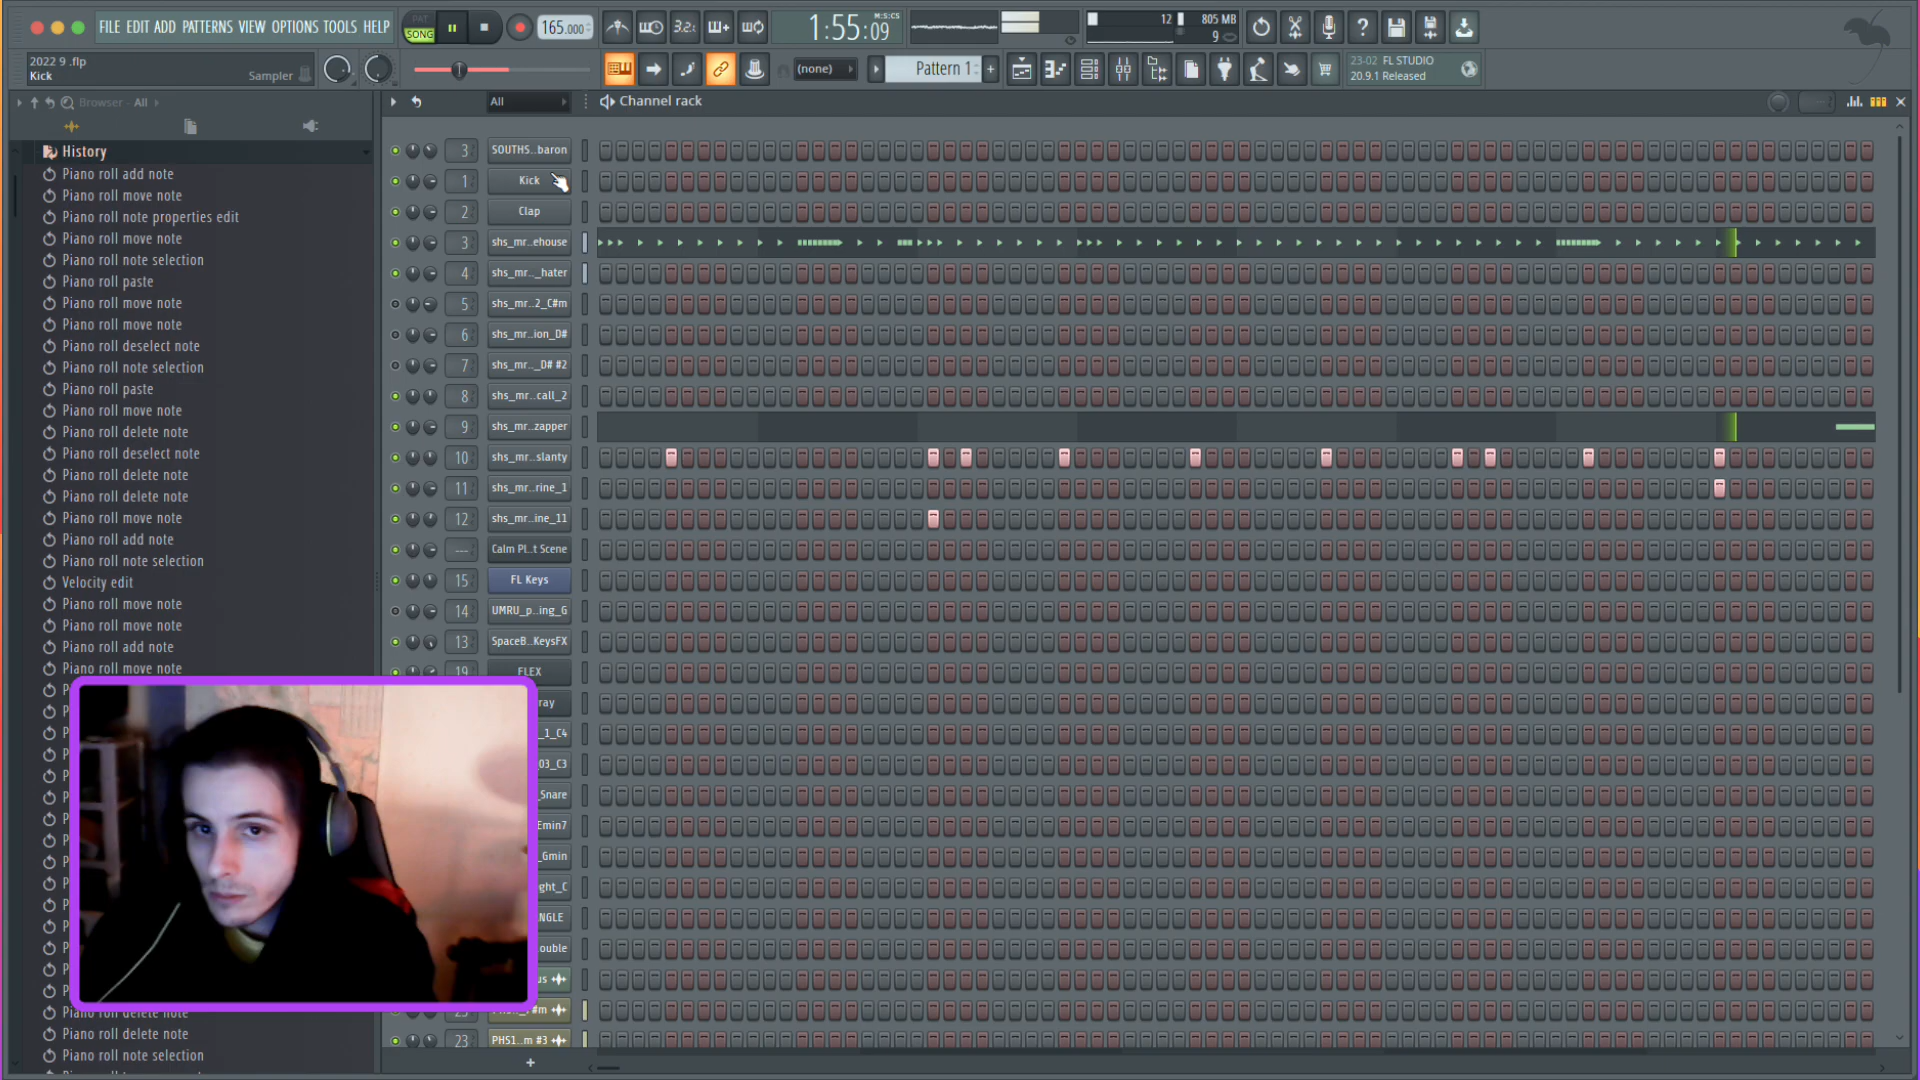 FILE EDIT ADD PATTERNS VIEW OPTIONS TOOLS HELP
PAT
SONG
165.000
3.2.
1:55:09
M:S:CS
12
805 MB
9
2022 9 .flp
Kick
Sampler
(none)
Pattern 1
+
23-02 FL STUDIO
20.9.1 Released
Browser - All
All
Channel rack
History
Piano roll add note
Piano roll move note
Piano roll note properties edit
Piano roll move note
Piano roll note selection
Piano roll paste
Piano roll move note
Piano roll move note
Piano roll deselect note
Piano roll note selection
Piano roll paste
Piano roll move note
Piano roll delete note
Piano roll deselect note
Piano roll delete note
Piano roll delete note
Piano roll move note
Piano roll add note
Piano roll note selection
Velocity edit
Piano roll move note
Piano roll move note
Piano roll add note
Piano roll move note
Piano roll delete note
Piano roll delete note
Piano roll note selection
3 SOUTHS..baron
1 Kick
2 Clap
3 shs_mr..ehouse
4 shs_mr.._hater
5 shs_mr..2_C#m
6 shs_mr..ion_D#
7 shs_mr.._D# #2
8 shs_mr..call_2
9 shs_mr..zapper
10 shs_mr..slanty
11 shs_mr..rine_1
12 shs_mr..ine_11
--- Calm Pl..t Scene
15 FL Keys
14 UMRU_p..ing_G
13 SpaceB..KeysFX
19 FLEX
ray
_1_C4
03_C3
_Snare
Emin7
_Gmin
ght_C
NGLE
ouble
us
#m
23 PHS1..m #3
+